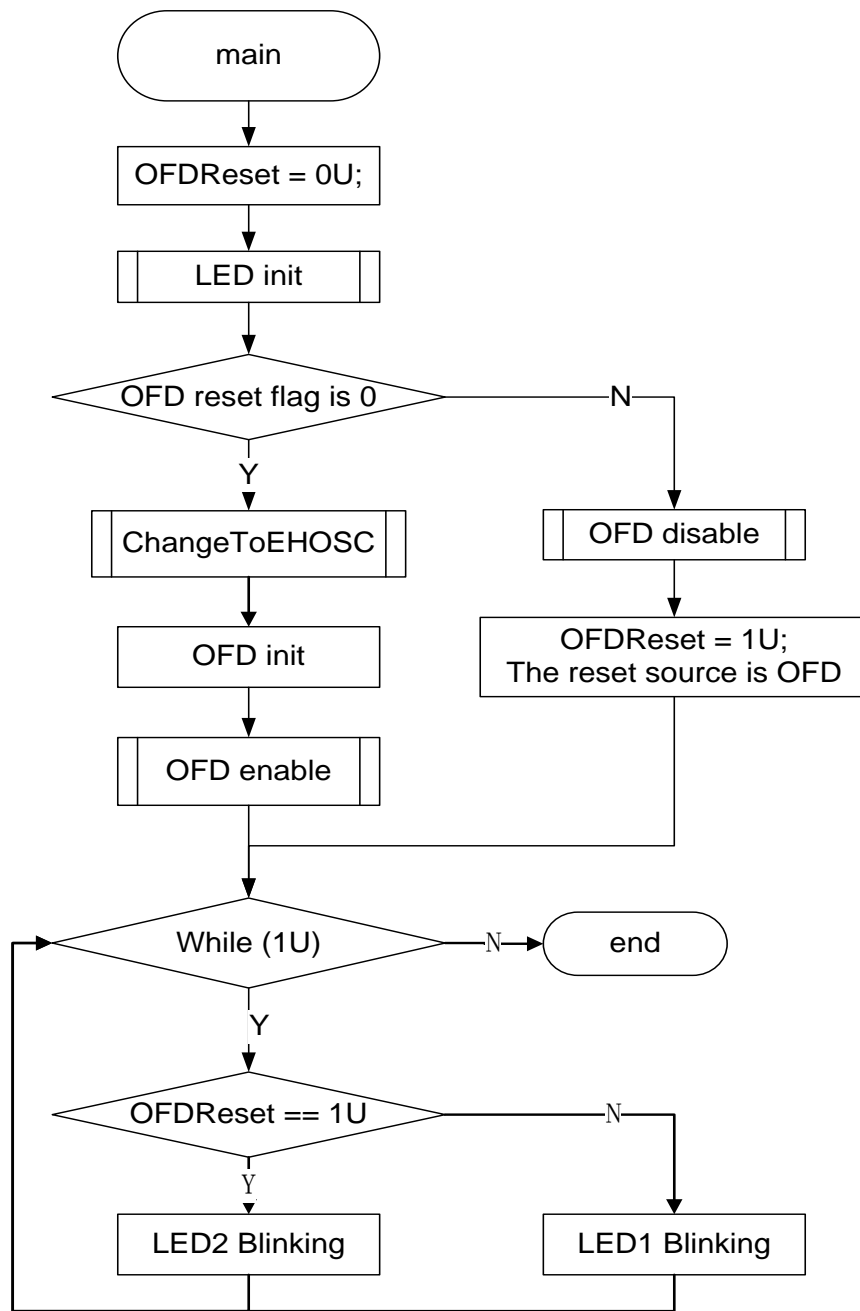 main
OFDReset = 0U;
LED init
OFD reset flag is 0
N
Y
ChangeToEHOSC
OFD disable
OFD init
OFDReset = 1U;
The reset source is OFD
OFD enable
While (1U)
N
end
Y
OFDReset == 1U
N
Y
LED2 Blinking
LED1 Blinking